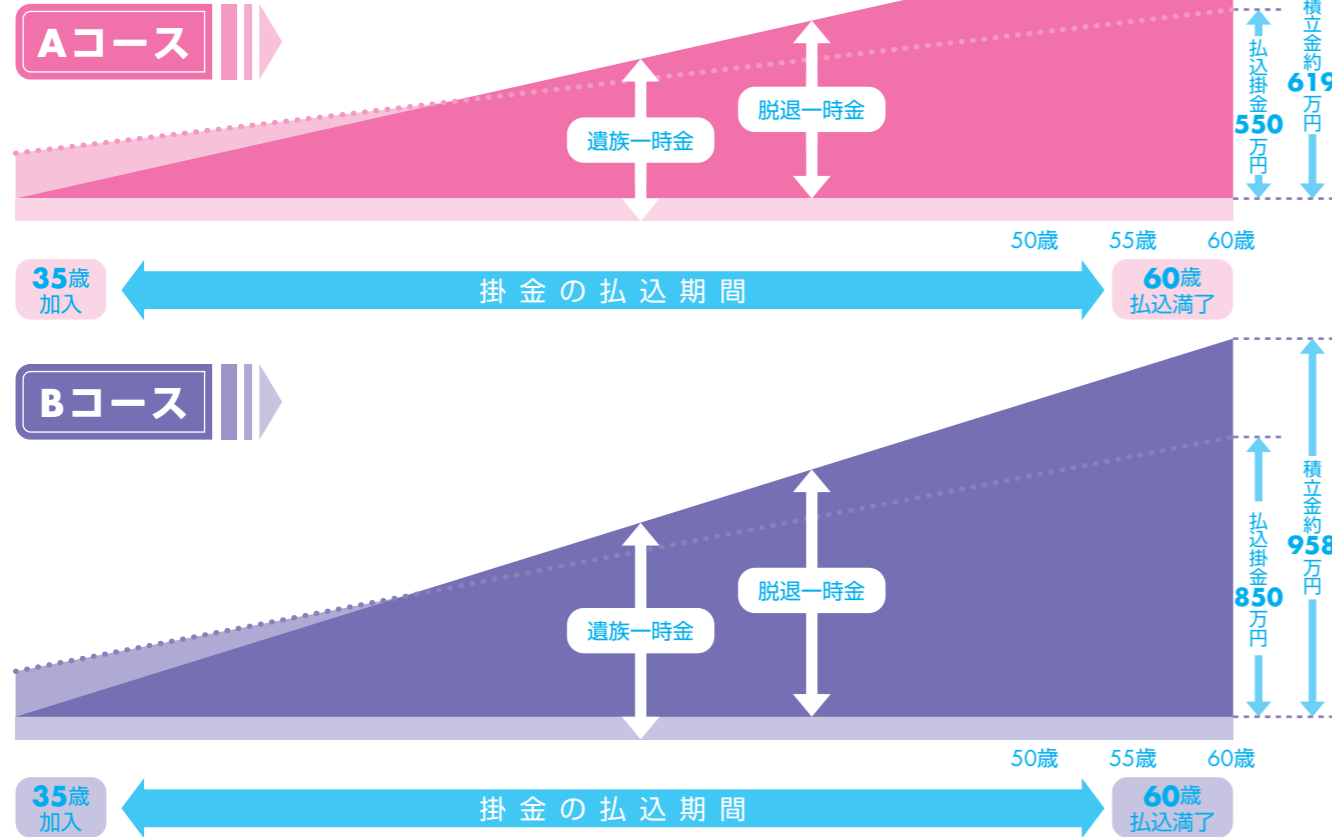 Aコース
遺族一時金
脱退一時金
払込掛金
550
万円
積立金約
619
万円
50歳
55歳
60歳
35歳
加入
掛金の払込期間
60歳
払込満了
Bコース
遺族一時金
脱退一時金
払込掛金
850
万円
積立金約
958
万円
50歳
55歳
60歳
35歳
加入
掛金の払込期間
60歳
払込満了